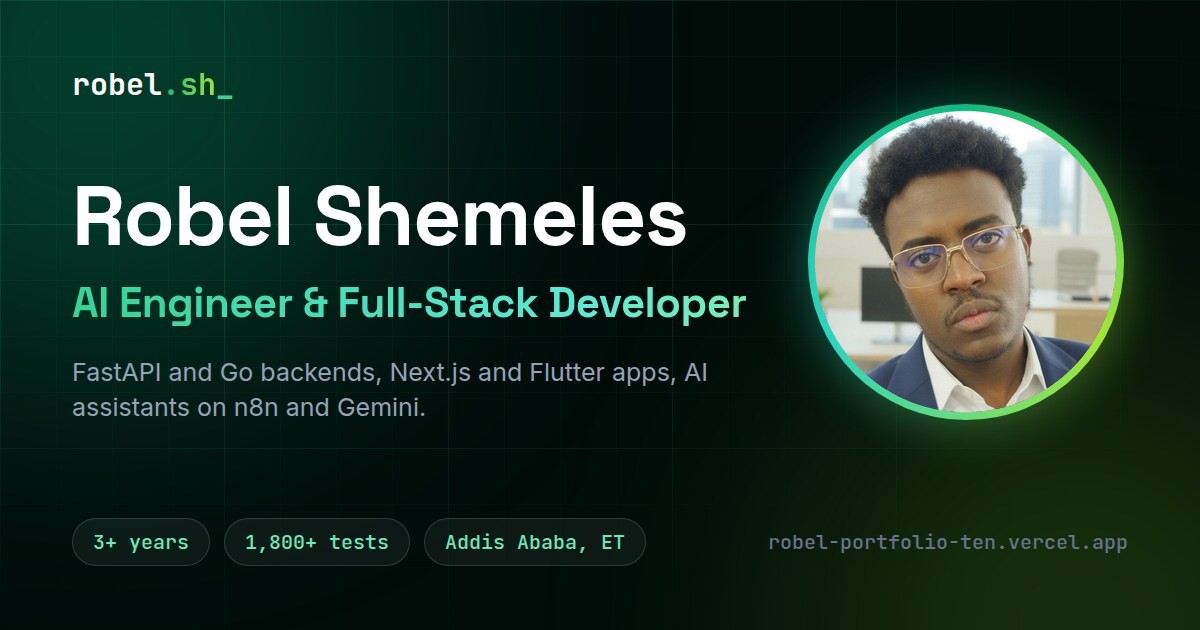 robel.sh_
Robel Shemeles
AI Engineer & Full-Stack Developer
FastAPI and Go backends, Next.js and Flutter apps, AI
assistants on n8n and Gemini.
3+ years
1,800+ tests
Addis Ababa, ET
robel-portfolio-ten.vercel.app